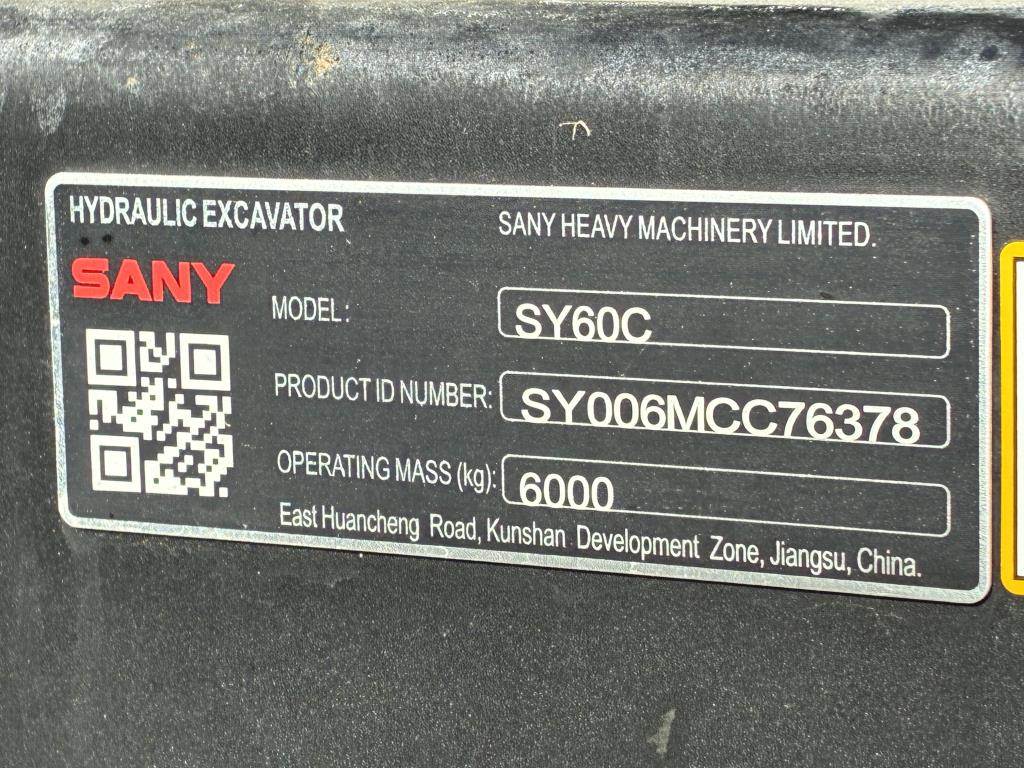 HYDRAULIC EXCAVATOR
SANY HEAVY MACHINERY LIMITED.
SANY
MODEL: SY60C
PRODUCT ID NUMBER: SY006MCC76378
OPERATING MASS (kg): 6000
East Huancheng Road, Kunshan Development Zone, Jiangsu, China.